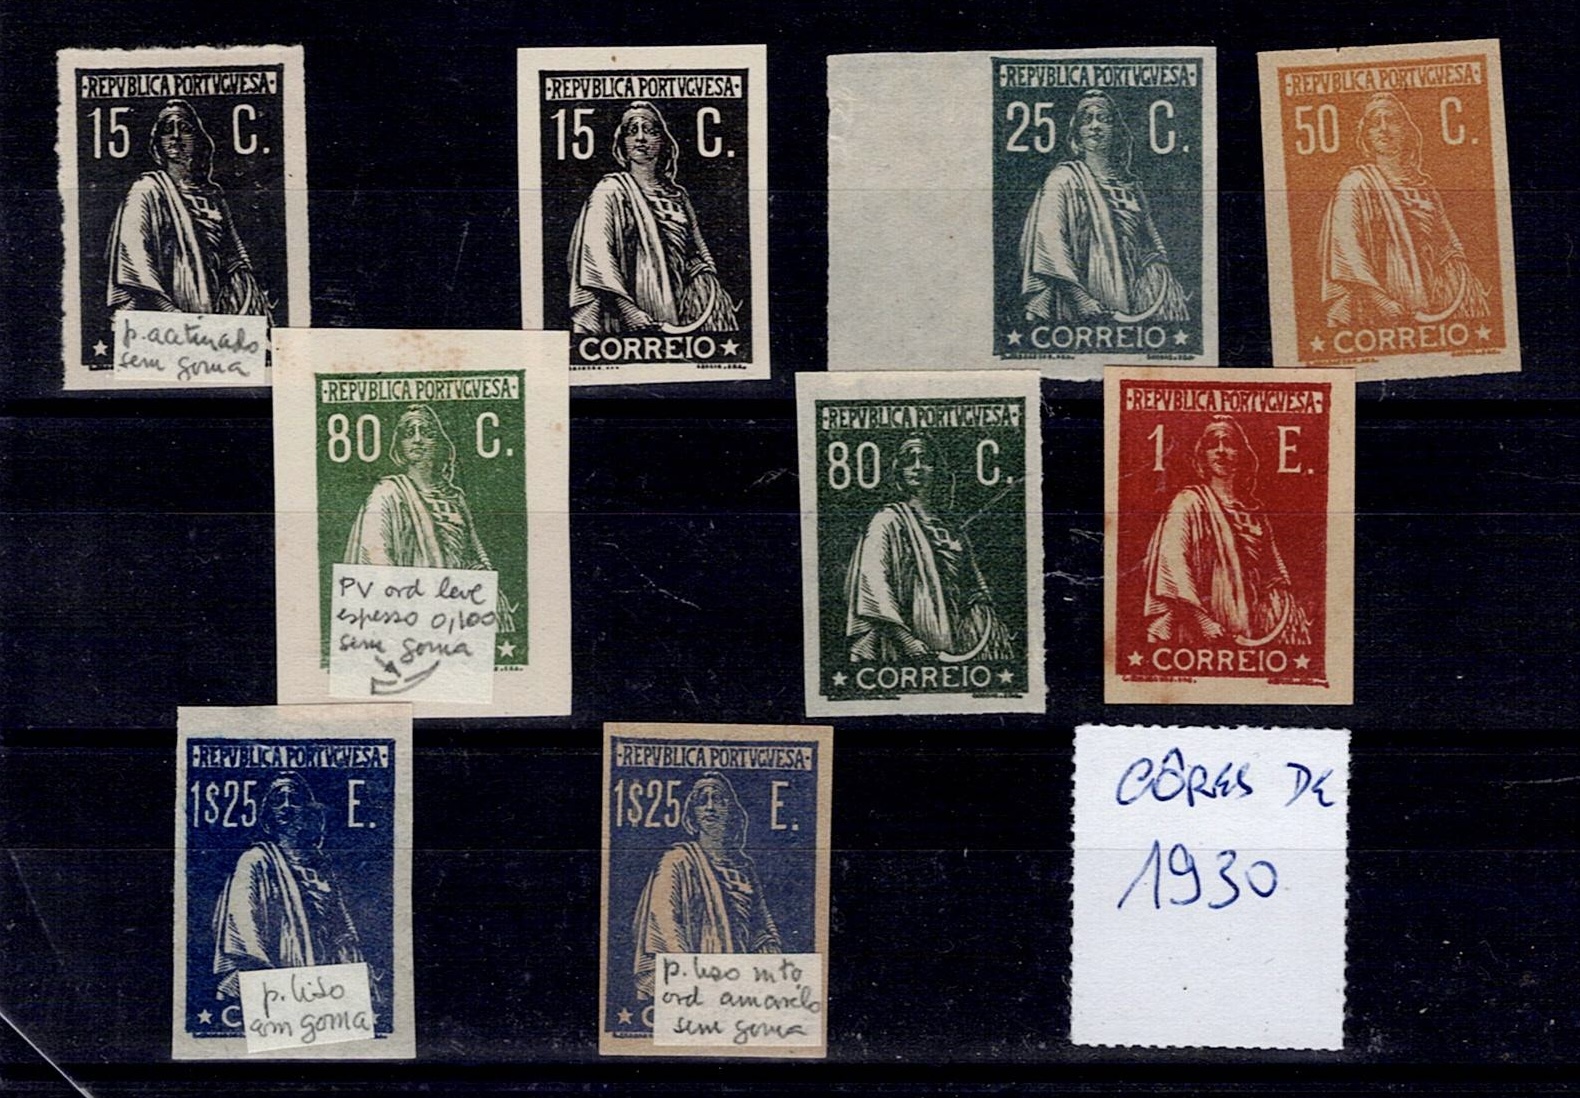 ·REPVBLICA PORTVGVESA·
15 C.
p. acetinado
sem goma
·REPVBLICA PORTVGVESA·
15 C.
CORREIO
·REPVBLICA PORTVGVESA·
25 C.
CORREIO
·REPVBLICA PORTVGVESA·
50 C.
CORREIO
·REPVBLICA PORTVGVESA·
80 C.
PV ord leve
espesso 0,100
sem goma
·REPVBLICA PORTVGVESA·
80 C.
CORREIO
·REPVBLICA PORTVGVESA·
1 E.
CORREIO
·REPVBLICA PORTVGVESA·
1$25 E.
C
p. liso
com goma
·REPVBLICA PORTVGVESA·
1$25 E.
C
p. liso mto
ord amarelo
sem goma
CÔRES DE
1930